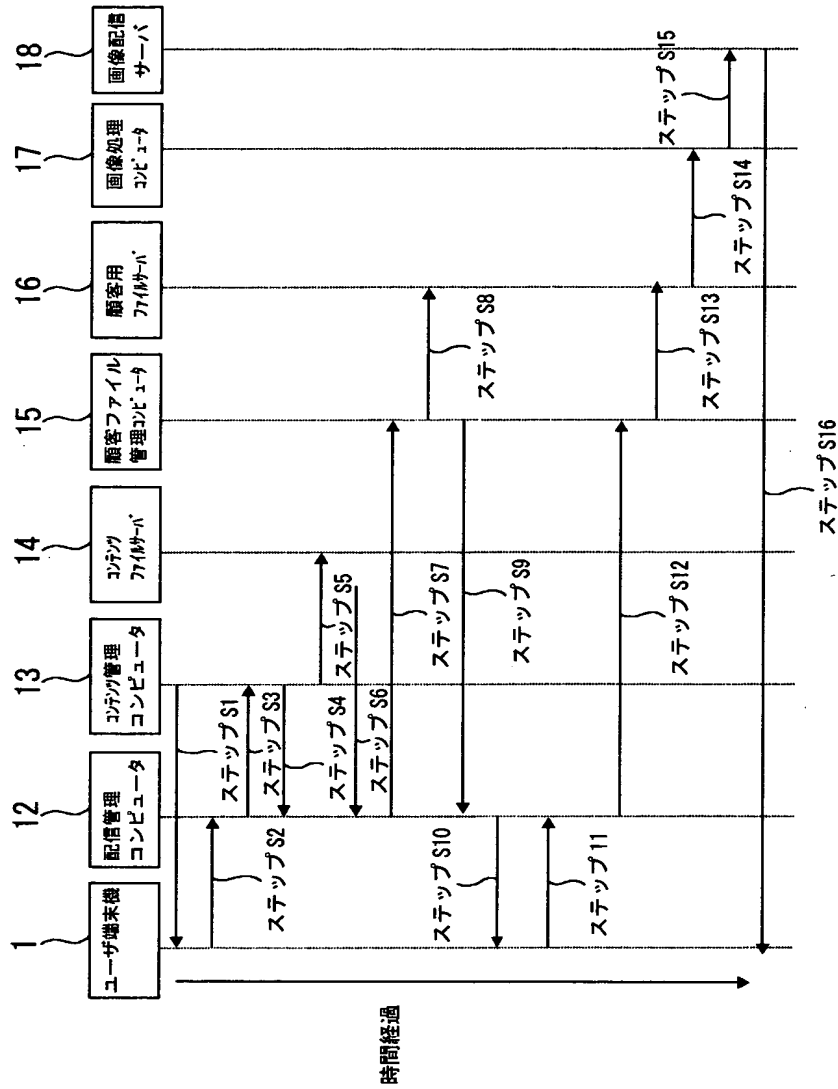 1
12
13
14
15
16
17
18
ユーザ端末機
配信管理
コンピュータ
コンテンツ管理
コンピュータ
コンテンツ
ファイルサーバ
顧客ファイル
管理コンピュータ
顧客用
ファイルサーバ
画像処理
コンピュータ
画像配信
サーバ
時間経過
ステップS1
ステップS2
ステップS3
ステップS4
ステップS5
ステップS6
ステップS7
ステップS8
ステップS9
ステップS10
ステップ11
ステップS12
ステップS13
ステップS14
ステップS15
ステップS16